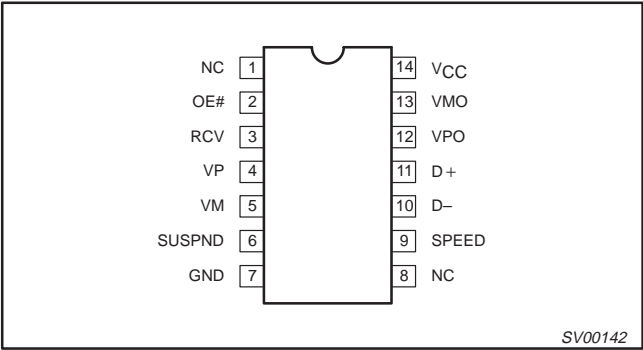 NC 1 14 VCC
OE# 2 13 VMO
RCV 3 12 VPO
VP 4 11 D+
VM 5 10 D–
SUSPND 6 9 SPEED
GND 7 8 NC
SV00142